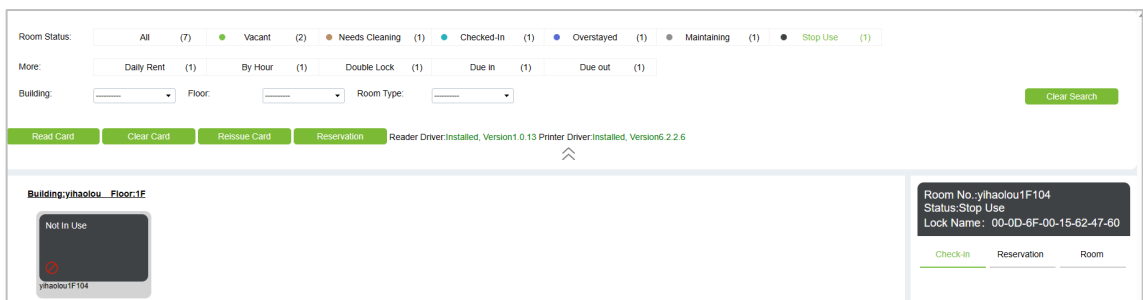 Room Status: All (7) Vacant (2) Needs Cleaning (1) Checked-In (1) Overstayed (1) Maintaining (1) Stop Use (1)
More: Daily Rent (1) By Hour (1) Double Lock (1) Due in (1) Due out (1)
Building: ---------- Floor: ---------- Room Type: ----------
Clear Search
Read Card Clear Card Reissue Card Reservation Reader Driver:Installed, Version1.0.13 Printer Driver:Installed, Version6.2.2.6
Building:yihaolou Floor:1F
Not In Use
yihaolou1F104
Room No.:yihaolou1F104
Status:Stop Use
Lock Name: 00-0D-6F-00-15-62-47-60
Check-in Reservation Room